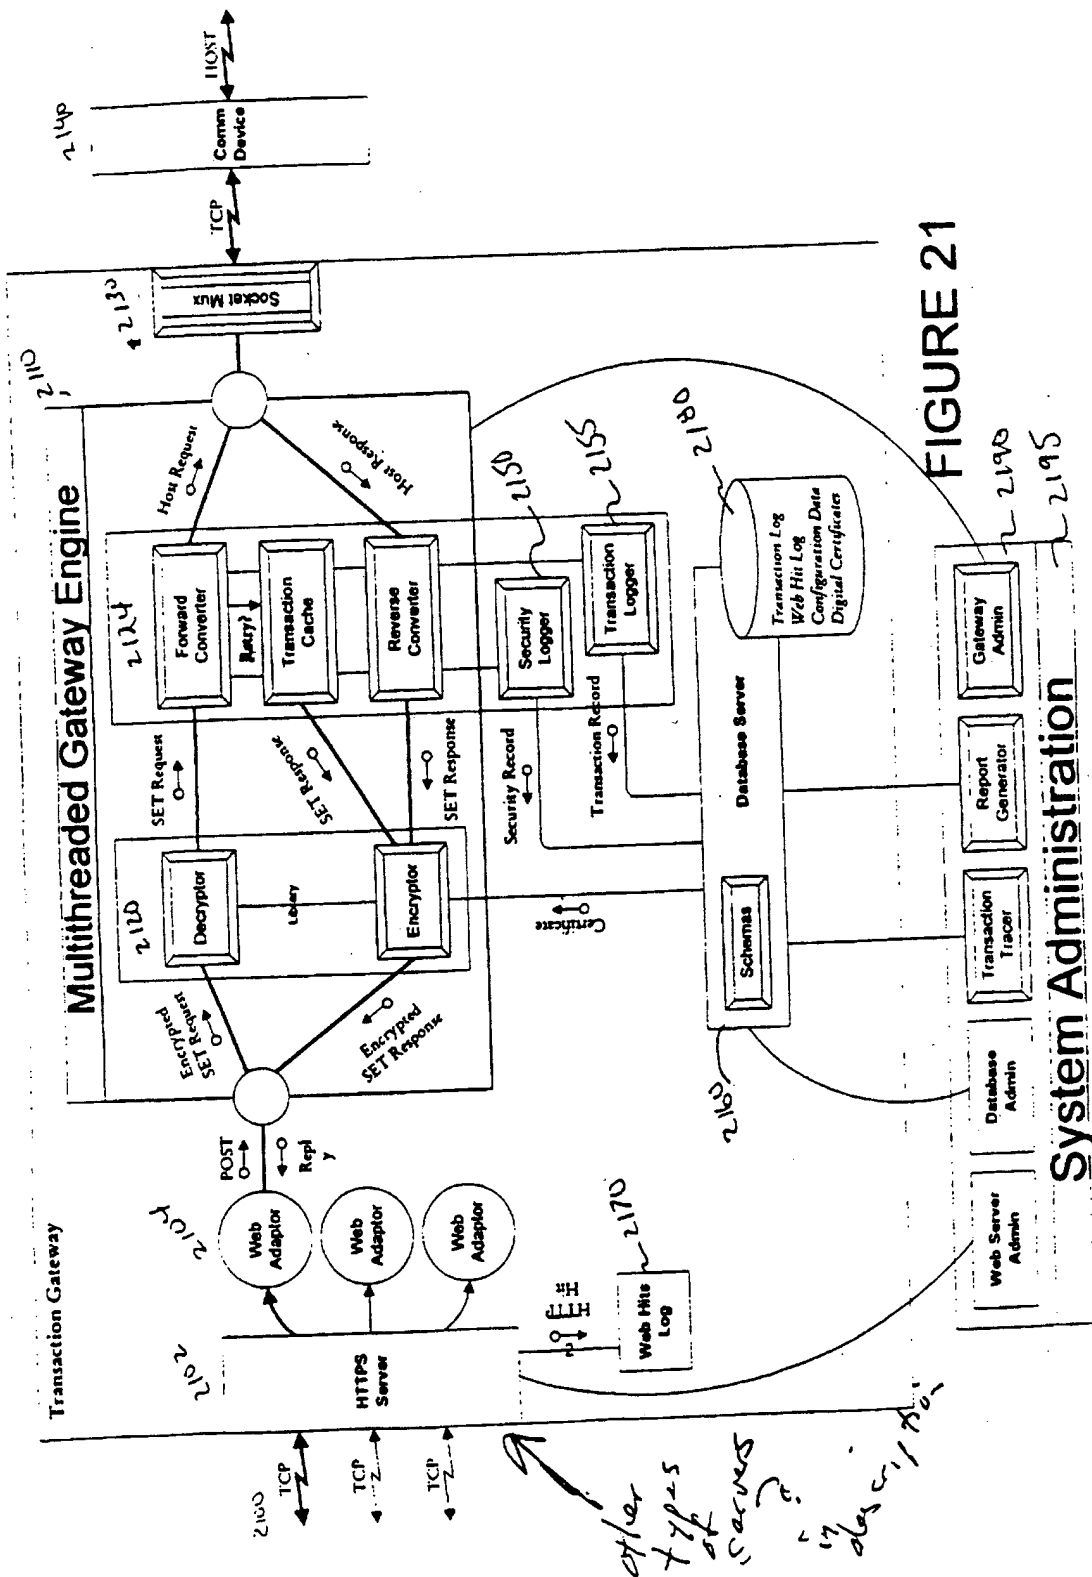 Transaction Gateway
Multithreaded Gateway Engine
2110
2140
2100
TCP
TCP
TCP
2102
HTTPS
Server
2104
Web
Adaptor
Web
Adaptor
Web
Adaptor
POST
Repl
y
Encrypted
SET Request
Encrypted
SET Response
2120
Decryptor
Library
Encryptor
SET Request
SET Response
SET Response
2124
Forward
Converter
Retry?
Transaction
Cache
Reverse
Converter
Host Request
Host Response
2130
Socket Mux
TCP
Comm
Device
HOST
HTTP
Hit
Web Hits
Log
2170
Certificate
Security Record
Transaction Record
Security
Logger
2150
Transaction
Logger
2155
2160
Schemas
Database Server
2180
Transaction Log
Web Hit Log
Configuration Data
Digital Certificates
Web Server
Admin
Database
Admin
Transaction
Tracer
Report
Generator
Gateway
Admin
2190
2195
System Administration
FIGURE 21
other
types
of
servers
?
in
description